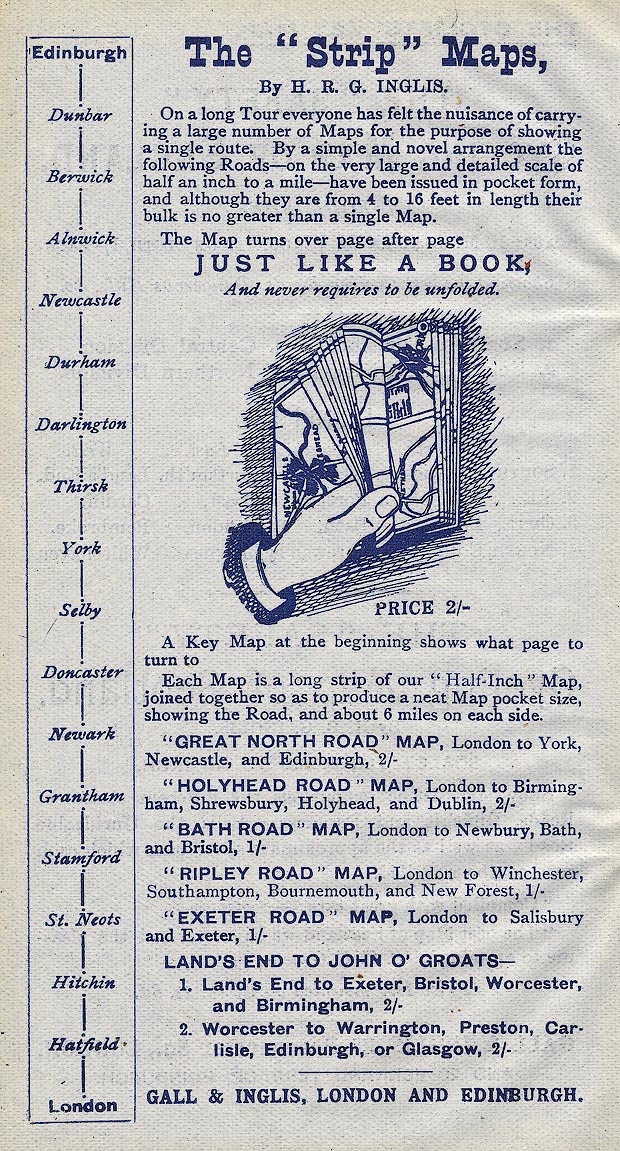 Edinburgh
Dunbar
Berwick
Alnwick
Newcastle
Durham
Darlington
Thirsk
York
Selby
Doncaster
Newark
Grantham
Stamford
St. Neots
Hitchin
Hatfield
London
The "Strip" Maps,
By H. R. G. INGLIS.
On a long Tour everyone has felt the nuisance of carry-
ing a large number of Maps for the purpose of showing
a single route. By a simple and novel arrangement the
following Roads—on the very large and detailed scale of
half an inch to a mile—have been issued in pocket form,
and although they are from 4 to 16 feet in length their
bulk is no greater than a single Map.
The Map turns over page after page
JUST LIKE A BOOK,
And never requires to be unfolded.
NEWCASTLE
PRICE 2/-
A Key Map at the beginning shows what page to
turn to
Each Map is a long strip of our "Half-Inch" Map,
joined together so as to produce a neat Map pocket size,
showing the Road, and about 6 miles on each side.
"GREAT NORTH ROAD" MAP, London to York,
Newcastle, and Edinburgh, 2/-
"HOLYHEAD ROAD" MAP, London to Birming-
ham, Shrewsbury, Holyhead, and Dublin, 2/-
"BATH ROAD" MAP, London to Newbury, Bath,
and Bristol, 1/-
"RIPLEY ROAD" MAP, London to Winchester,
Southampton, Bournemouth, and New Forest, 1/-
"EXETER ROAD" MAP, London to Salisbury
and Exeter, 1/-
LAND'S END TO JOHN O' GROATS—
1. Land's End to Exeter, Bristol, Worcester,
and Birmingham, 2/-
2. Worcester to Warrington, Preston, Car-
lisle, Edinburgh, or Glasgow, 2/-
GALL & INGLIS, LONDON AND EDINBURGH.